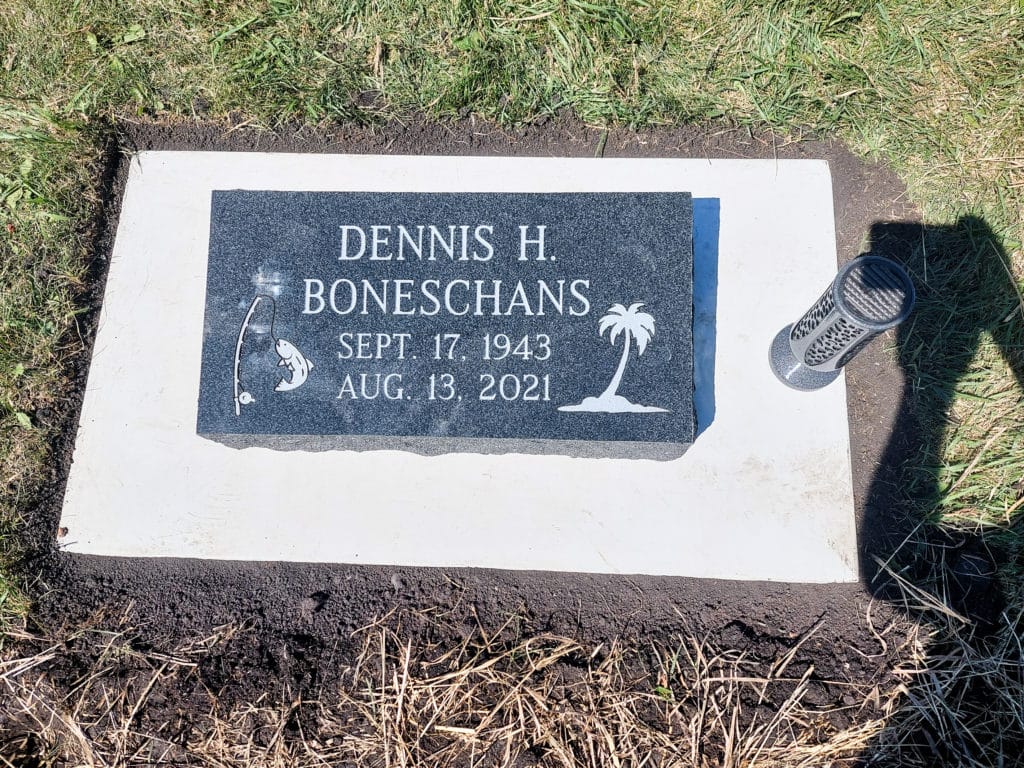 DENNIS H.
BONESCHANS
SEPT. 17, 1943
AUG. 13, 2021